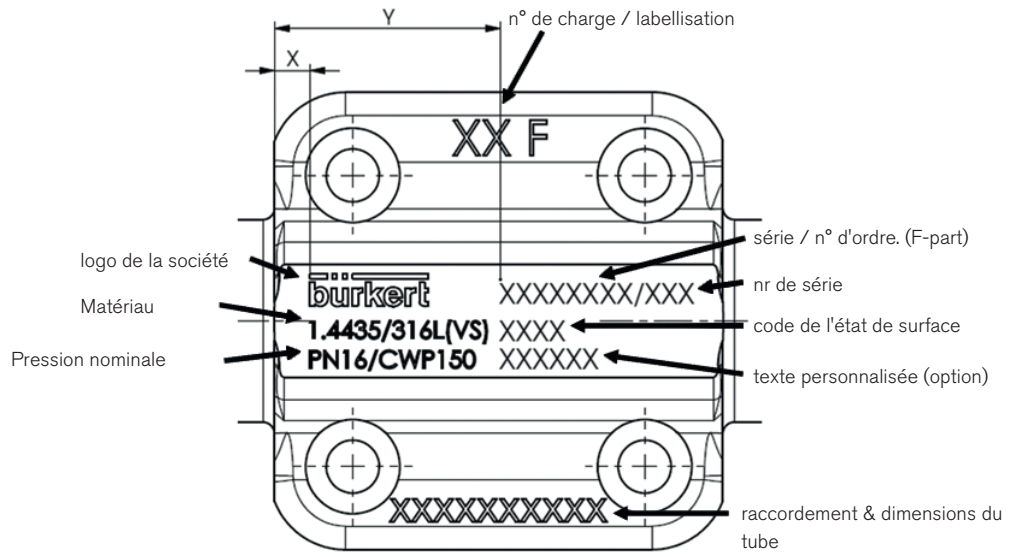 Y
n° de charge / labellisation
X
XX F
série / n° d'ordre. (F-part)
logo de la société
bürkert
XXXXXXXX/XXX
nr de série
Matériau
1.4435/316L(VS)
XXXX
code de l'état de surface
Pression nominale
PN16/CWP150
XXXXXX
texte personnalisée (option)
XXXXXXXXXX
raccordement & dimensions du
tube